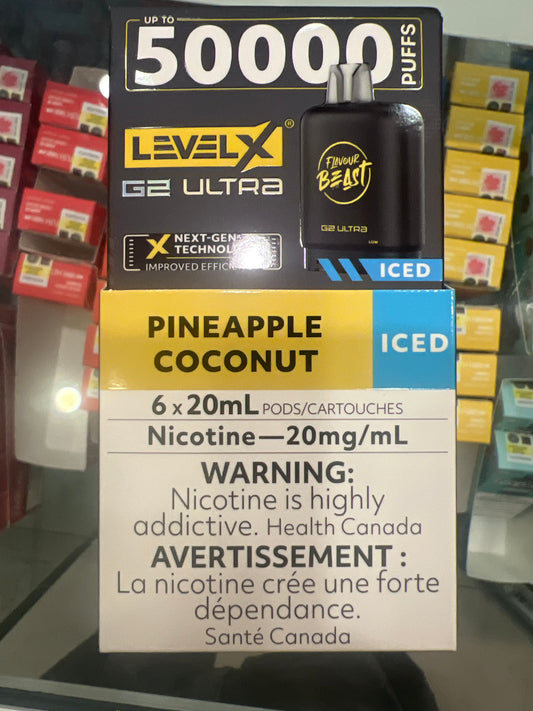 UP TO
50000
PUFFS
LEVEL X®
G2 ULTRA
FLAVOUR
BEAST
G2 ULTRA
X NEXT-GEN
IMPROVED
ICED
PINEAPPLE
COCONUT
ICED
6 x 20mL PODS/CARTOUCHES
Nicotine—20mg/mL
WARNING:
Nicotine is highly
addictive. Health Canada
AVERTISSEMENT :
La nicotine crée une forte
dépendance.
Santé Canada